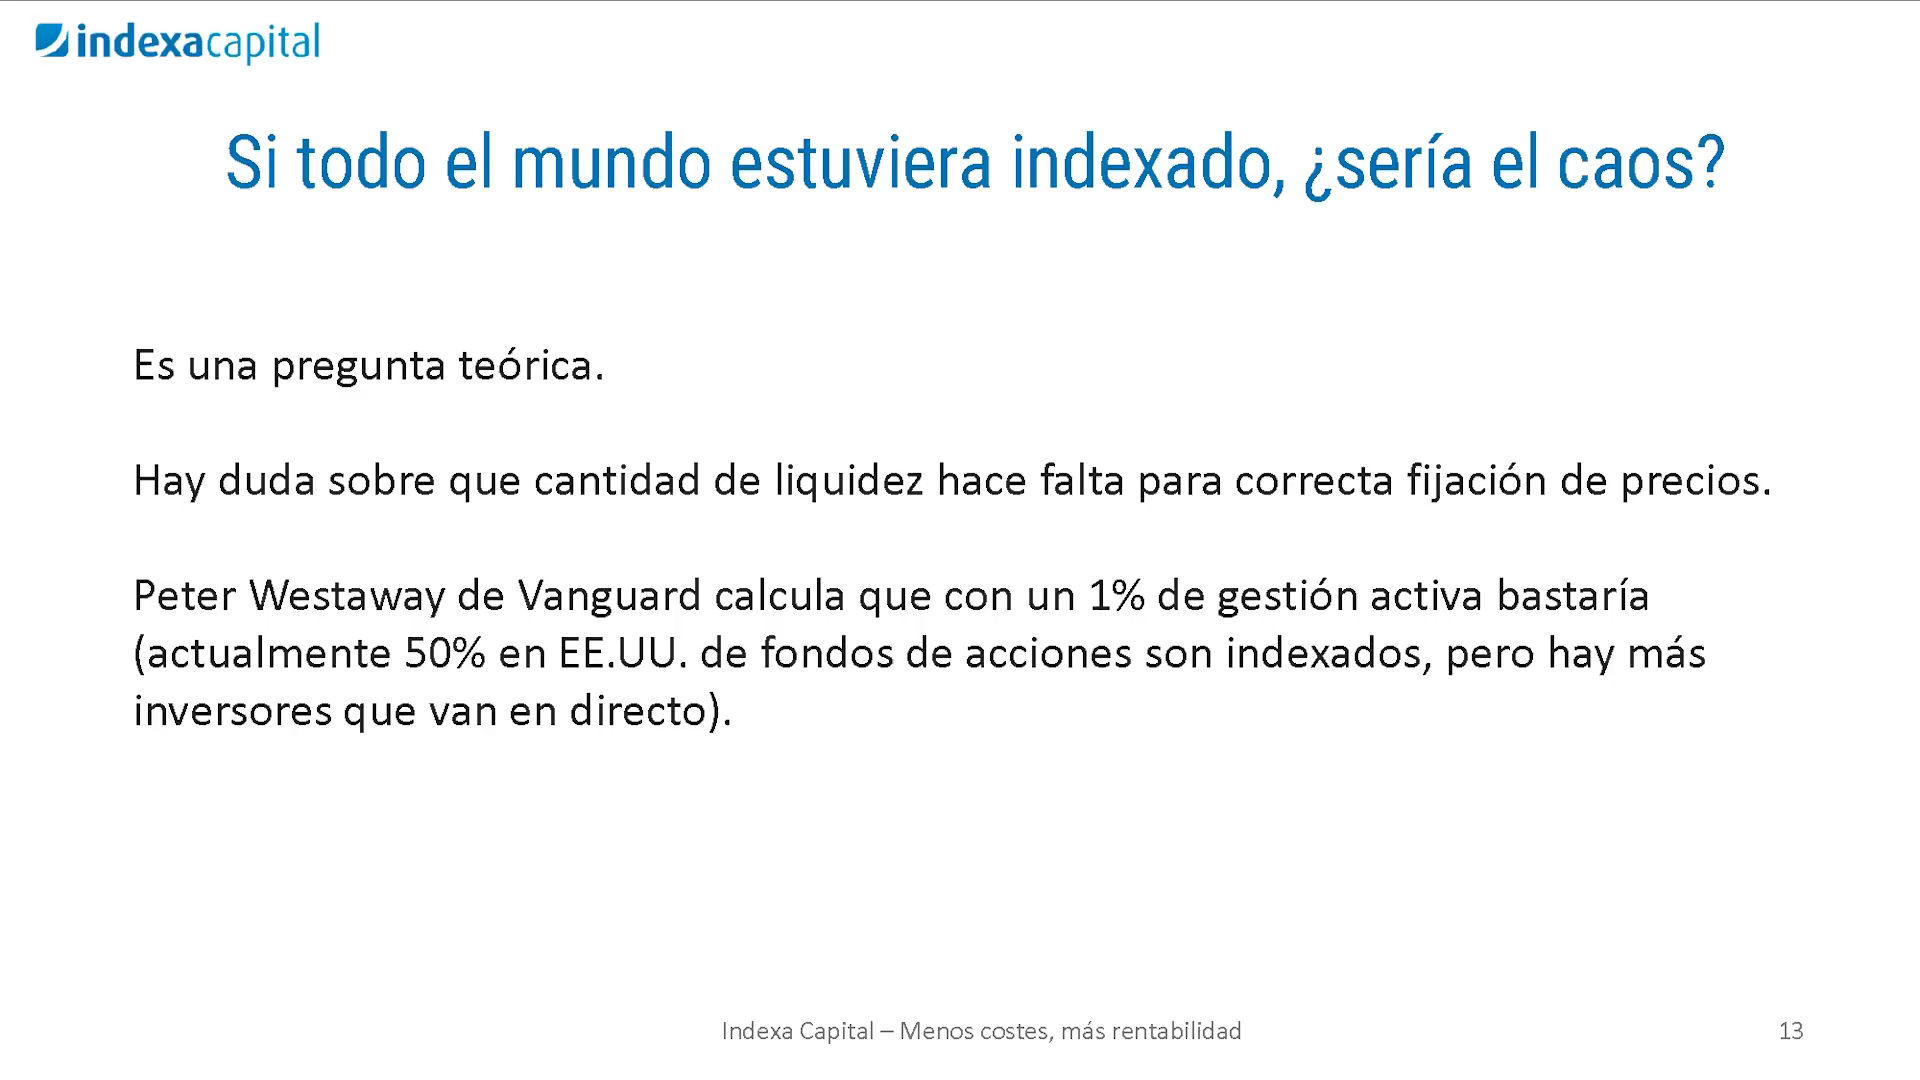 indexacapital
Si todo el mundo estuviera indexado, ¿sería el caos?
Es una pregunta teórica.
Hay duda sobre que cantidad de liquidez hace falta para correcta fijación de precios.
Peter Westaway de Vanguard calcula que con un 1% de gestión activa bastaría
(actualmente 50% en EE.UU. de fondos de acciones son indexados, pero hay más
inversores que van en directo).
Indexa Capital – Menos costes, más rentabilidad
13